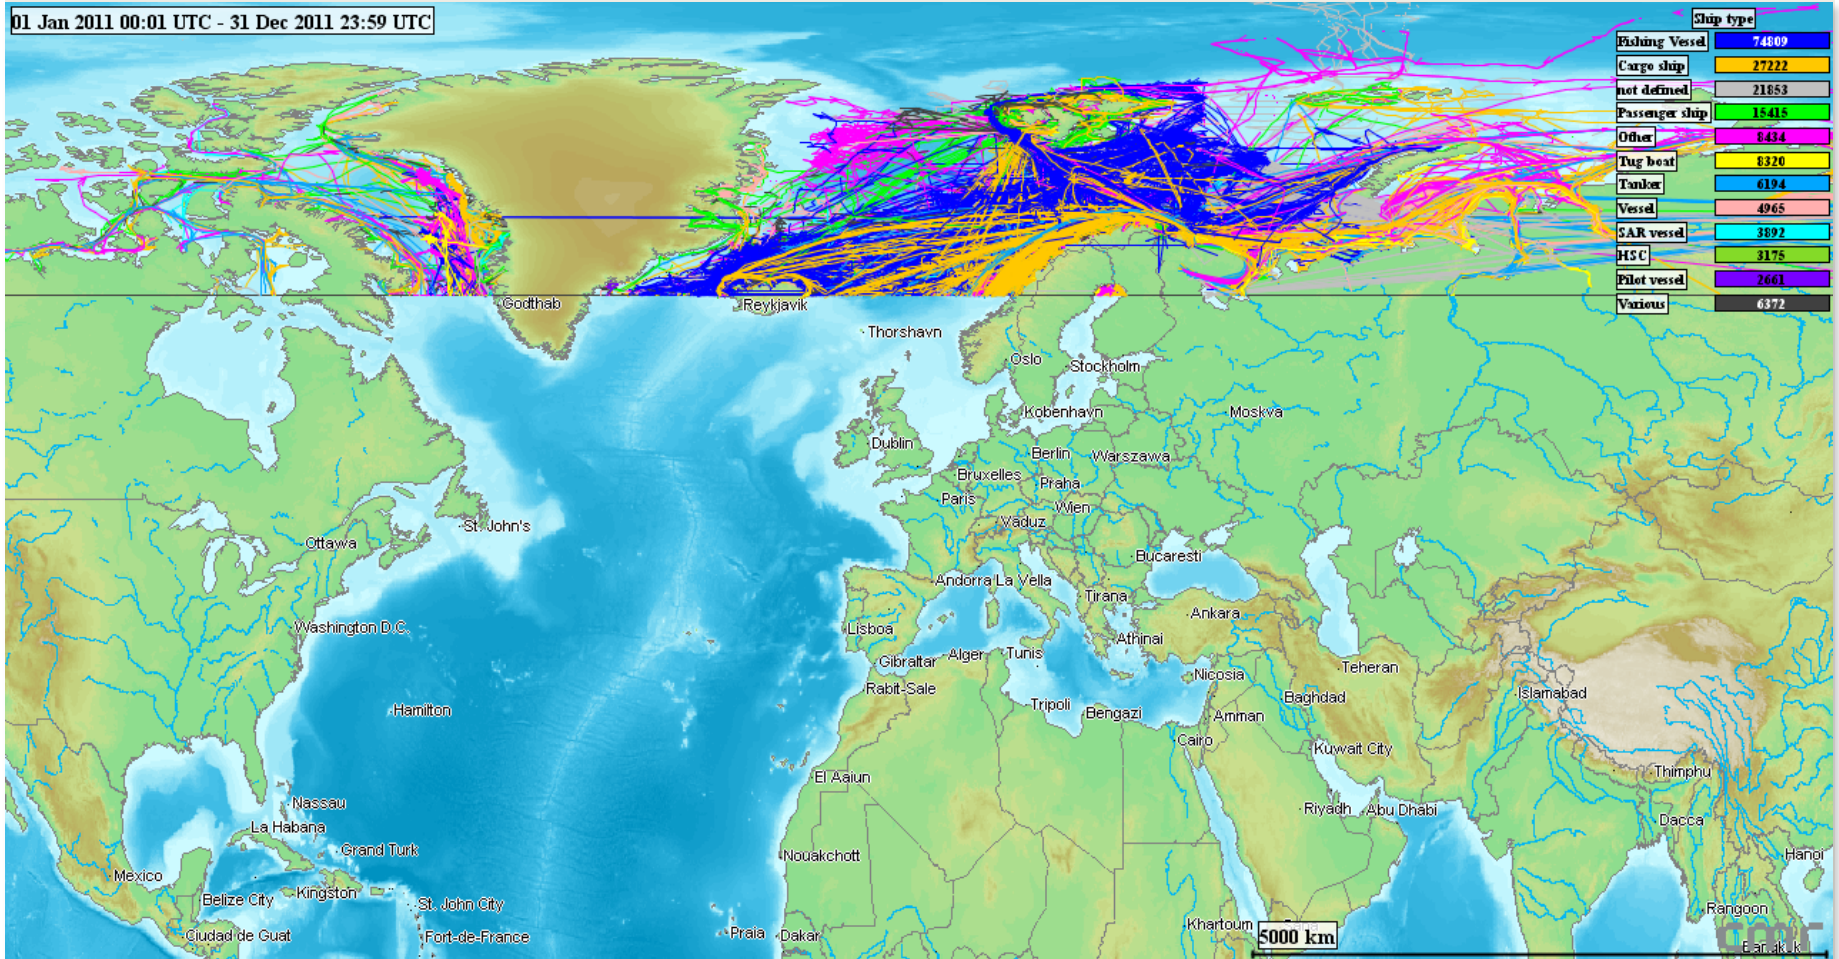 01 Jan 2011 00:01 UTC - 31 Dec 2011 23:59 UTC
Ship type
Fishing Vessel 74809
Cargo ship 27222
not defined 21853
Passenger ship 15415
Other 8434
Tug boat 8320
Tanker 6194
Vessel 4965
SAR vessel 3892
HSC 3175
Pilot vessel 2661
Various 6372
Godthab
Reykjavik
Thorshavn
Oslo
Stockholm
Kobenhavn
Moskva
Dublin
Berlin
Warszawa
Bruxelles
Praha
Paris
Wien
Vaduz
St. John's
Ottawa
Bucaresti
Andorra La Vella
Tirana
Ankara
Washington D.C.
Lisboa
Athinai
Gibraltar
Alger
Tunis
Teheran
Nicosia
Rabit-Sale
Islamabad
Baghdad
Hamilton
Tripoli
Bengazi
Amman
Cairo
Kuwait City
El Aaiun
Thimphu
Nassau
Riyadh
Abu Dhabi
La Habana
Dacca
Grand Turk
Nouakchott
Hanoi
Mexico
Kingston
Belize City
St. John City
Rangoon
Khartoum
Ciudad de Guat
Fort-de-France
Praia
Dakar
5000 km
cmr